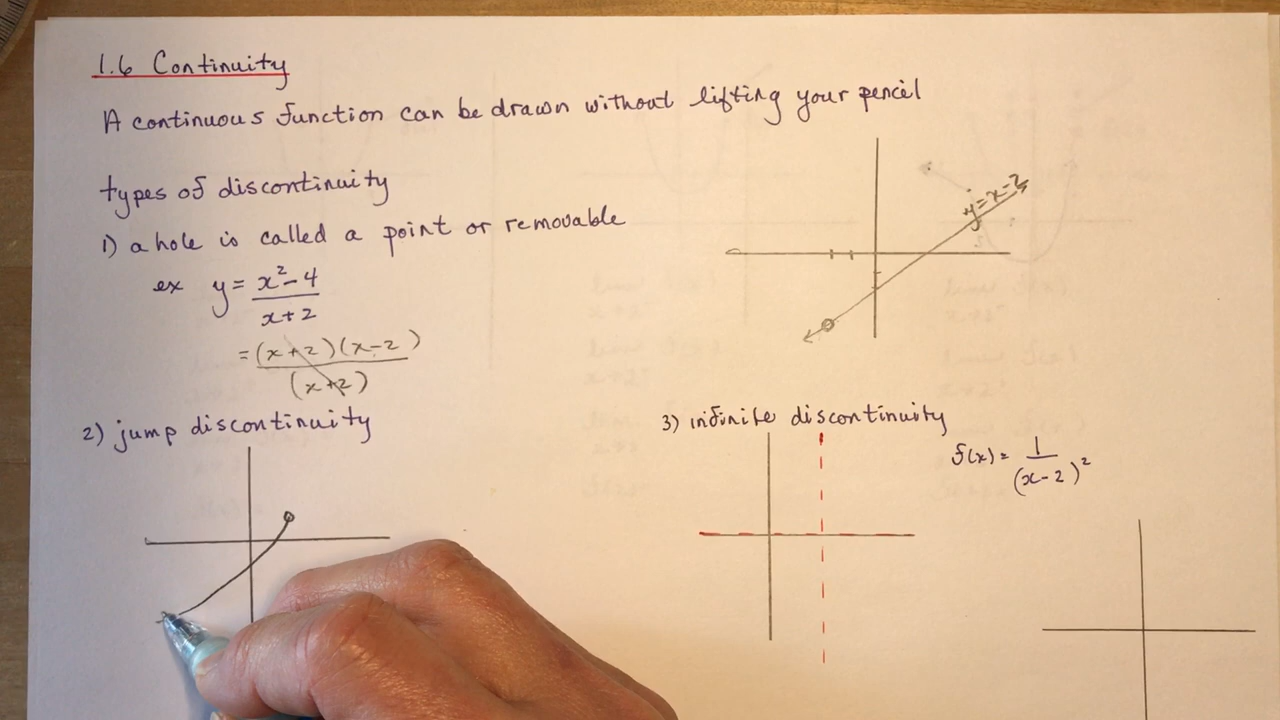 1.6 Continuity
A continuous function can be drawn without lifting your pencil
types of discontinuity
1) a hole is called a point or removable
ex y = x² - 4 / x + 2
= (x + 2)(x - 2) / (x + 2)
y = x - 2
2) jump discontinuity
3) infinite discontinuity
f(x) = 1 / (x - 2)²